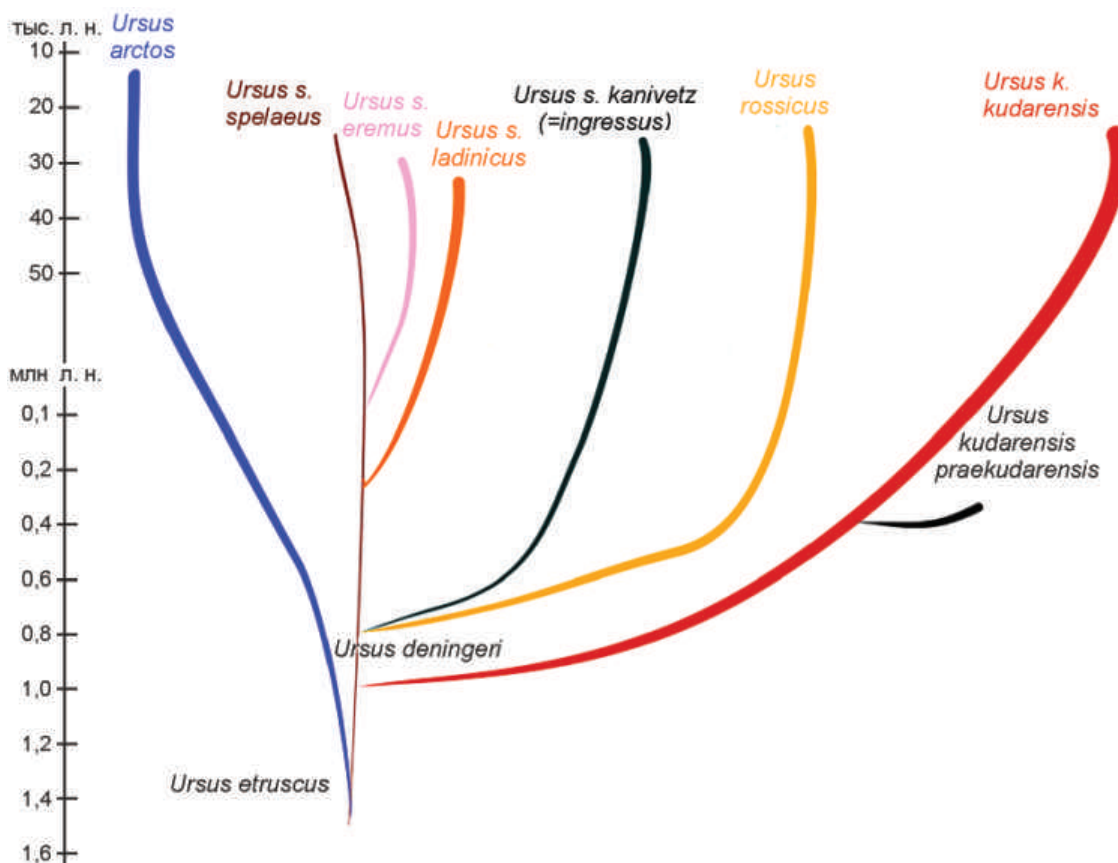 тыс. л. н.
10
20
30
40
50
млн л. н.
0,1
0,2
0,4
0,6
0,8
1,0
1,2
1,4
1,6
Ursus
arctos
Ursus s.
spelaeus
Ursus s.
eremus
Ursus s.
ladinicus
Ursus s. kanivetz
(=ingressus)
Ursus
rossicus
Ursus k.
kudarensis
Ursus
kudarensis
praekudarensis
Ursus deningeri
Ursus etruscus